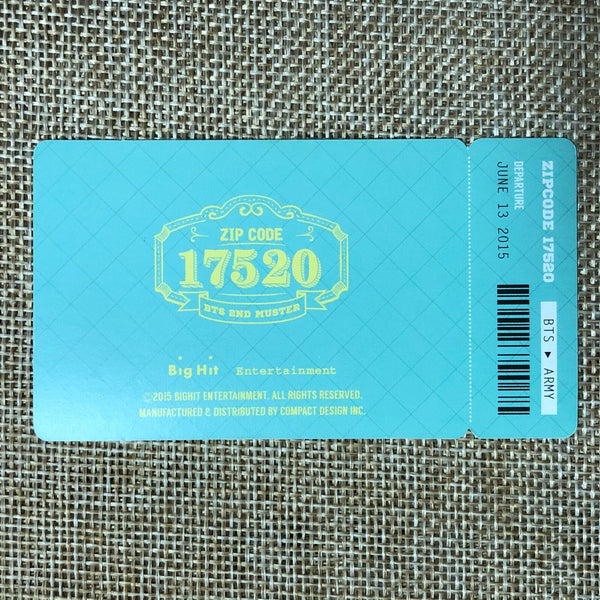 ZIP CODE
17520
BTS 2ND MUSTER
Big Hit Entertainment
©2015 BIGHIT ENTERTAINMENT. ALL RIGHTS RESERVED.
MANUFACTURED & DISTRIBUTED BY COMPACT DESIGN INC.
ZIPCODE 17520
BTS ▶ ARMY
DEPARTURE
JUNE 13 2015